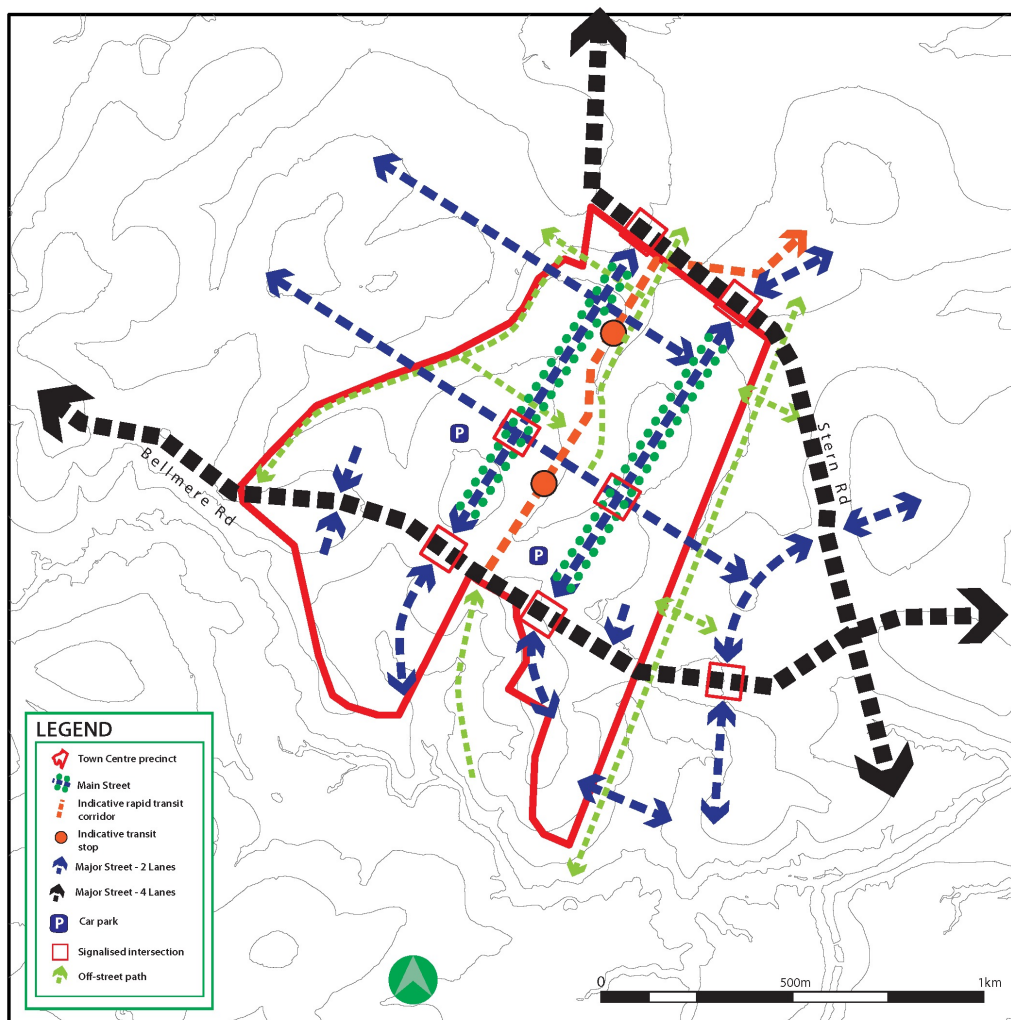 P
Bellmere Rd
Stern Rd
P
LEGEND
Town Centre precinct
Main Street
Indicative rapid transit
corridor
Indicative transit
stop
Major Street - 2 Lanes
Major Street - 4 Lanes
P
Car park
Signalised intersection
Off-street path
0
500m
1km